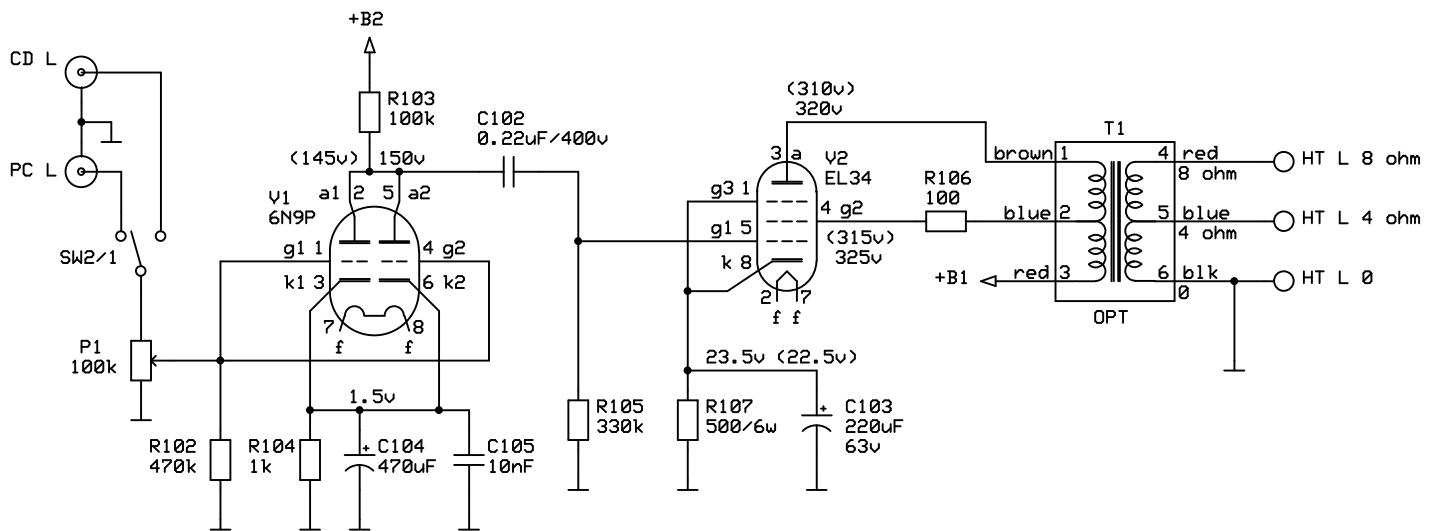 +B2
CD L
PC L
SW2/1
P1
100k
R102
470k
R103
100k
(145v) 150v
a1 2 5 a2
V1
6N9P
g1 1
4 g2
k1 3
6 k2
7
8
f
f
1.5v
R104
1k
+
C104
470uF
C105
10nF
C102
0.22uF/400v
R105
330k
(310v)
320v
3 a
V2
EL34
g3 1
4 g2
g1 5
k 8
2 7
f f
(315v)
325v
23.5v (22.5v)
R107
500/6w
+
C103
220uF
63v
R106
100
T1
brown 1
blue 2
+B1
red 3
4 red
8 ohm
5 blue
4 ohm
6 blk
0
OPT
HT L 8 ohm
HT L 4 ohm
HT L 0